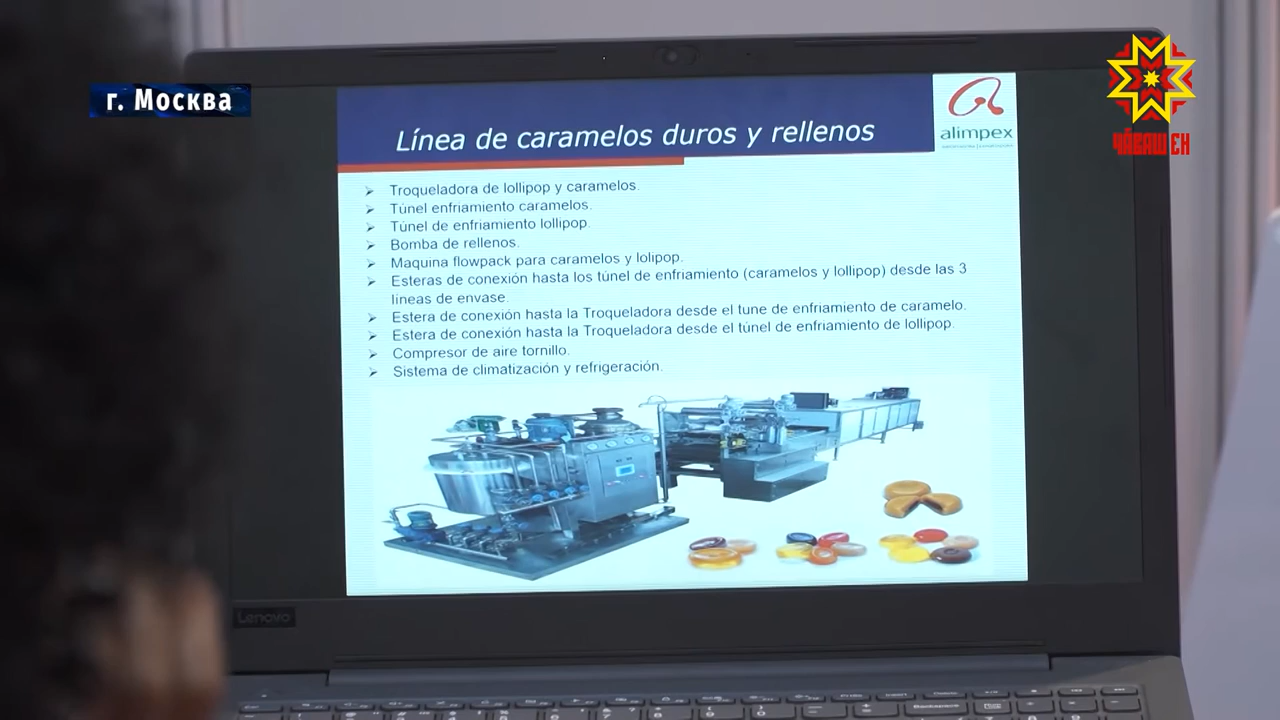 г. Москва
ЧӐВАШ ЕН
Línea de caramelos duros y rellenos
alimpex
Troqueladora de lollipop y caramelos.
Túnel enfriamiento caramelos.
Túnel de enfriamiento lollipop.
Bomba de rellenos.
Maquina flowpack para caramelos y lolipop.
Esteras de conexión hasta los túnel de enfriamiento (caramelos y lollipop) desde las 3
lineas de envase.
Estera de conexión hasta la Troqueladora desde el tune de enfriamiento de caramelo.
Estera de conexión hasta la Troqueladora desde el túnel de enfriamiento de lollipop.
Compresor de aire tornillo.
Sistema de climatización y refrigeración.
Lenovo